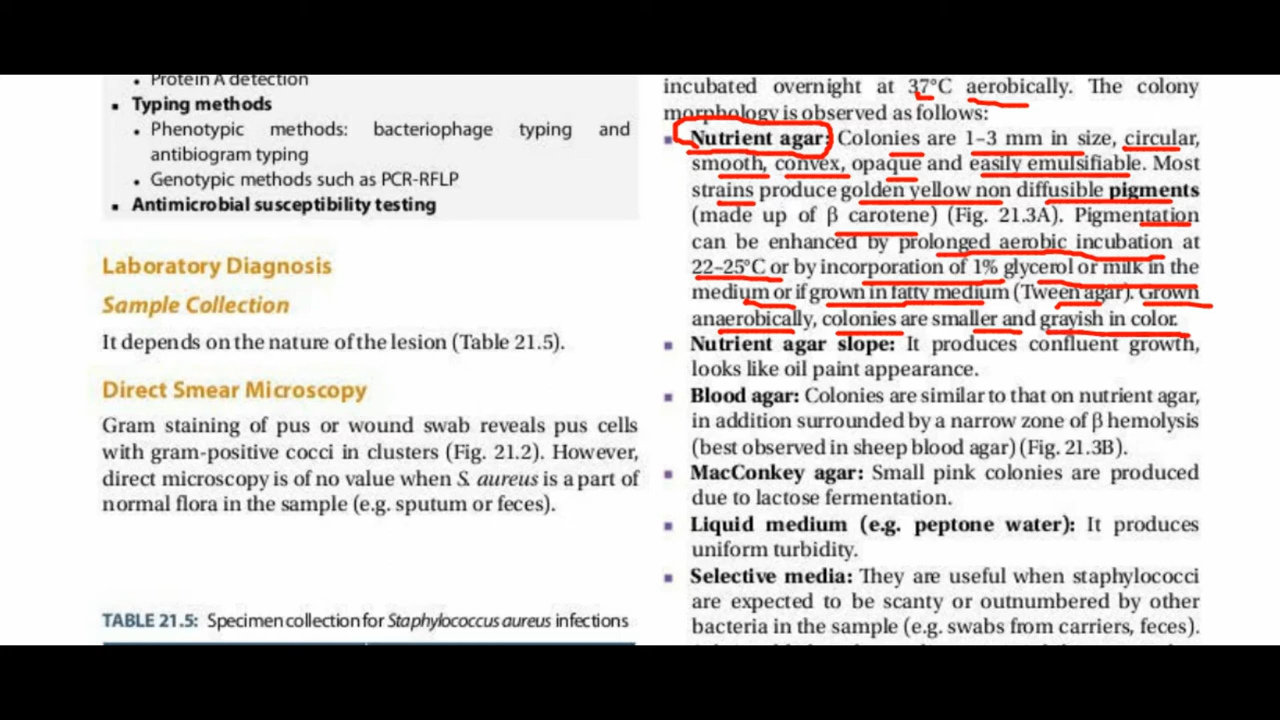 • Protein A detection
▪ Typing methods
• Phenotypic methods: bacteriophage typing and
antibiogram typing
• Genotypic methods such as PCR-RFLP
▪ Antimicrobial susceptibility testing
Laboratory Diagnosis
Sample Collection
It depends on the nature of the lesion (Table 21.5).
Direct Smear Microscopy
Gram staining of pus or wound swab reveals pus cells
with gram-positive cocci in clusters (Fig. 21.2). However,
direct microscopy is of no value when S. aureus is a part of
normal flora in the sample (e.g. sputum or feces).
TABLE 21.5: Specimen collection for Staphylococcus aureus infections
incubated overnight at 37°C aerobically. The colony
morphology is observed as follows:
▪ Nutrient agar: Colonies are 1–3 mm in size, circular,
smooth, convex, opaque and easily emulsifiable. Most
strains produce golden yellow non diffusible pigments
(made up of β carotene) (Fig. 21.3A). Pigmentation
can be enhanced by prolonged aerobic incubation at
22–25°C or by incorporation of 1% glycerol or milk in the
medium or if grown in fatty medium (Tween agar). Grown
anaerobically, colonies are smaller and grayish in color.
▪ Nutrient agar slope: It produces confluent growth,
looks like oil paint appearance.
▪ Blood agar: Colonies are similar to that on nutrient agar,
in addition surrounded by a narrow zone of β hemolysis
(best observed in sheep blood agar) (Fig. 21.3B).
▪ MacConkey agar: Small pink colonies are produced
due to lactose fermentation.
▪ Liquid medium (e.g. peptone water): It produces
uniform turbidity.
▪ Selective media: They are useful when staphylococci
are expected to be scanty or outnumbered by other
bacteria in the sample (e.g. swabs from carriers, feces).